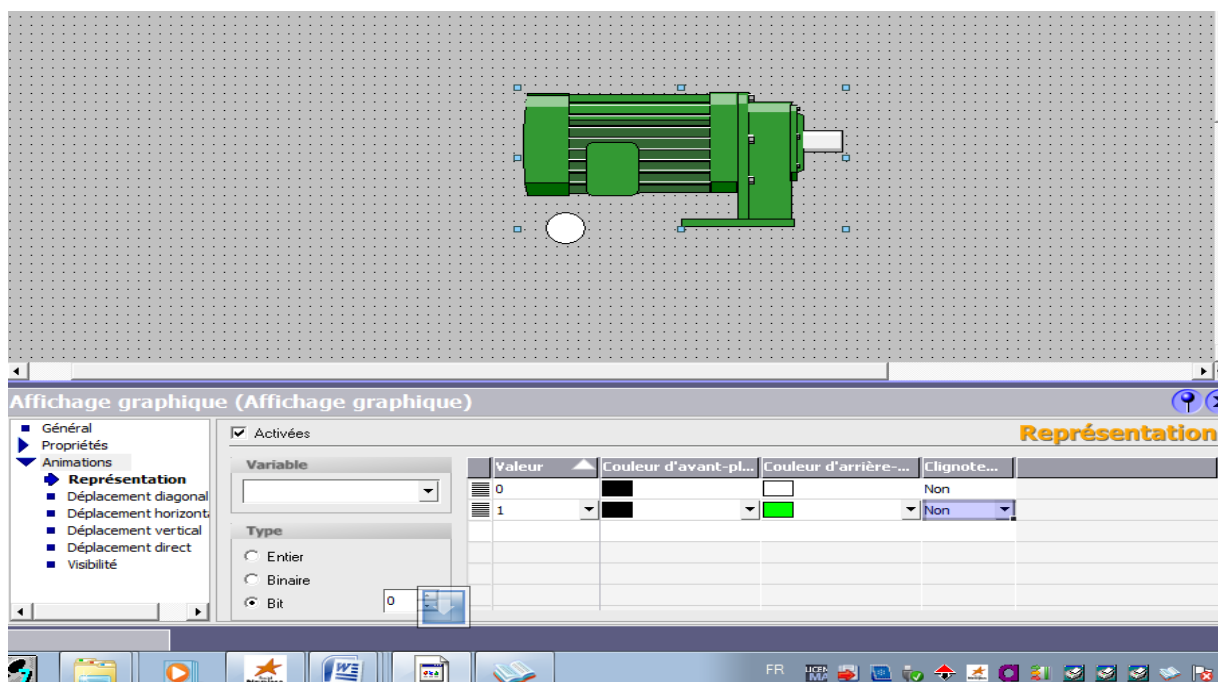 Affichage graphique (Affichage graphique)
Général
Propriétés
Animations
Représentation
Déplacement diagonal
Déplacement horizont
Déplacement vertical
Déplacement direct
Visibilité
Activées
Représentation
Variable
Type
Entier
Binaire
Bit
0
Valeur Couleur d'avant-pl... Couleur d'arrière-... Clignote...
0 Non
1 Non
FR